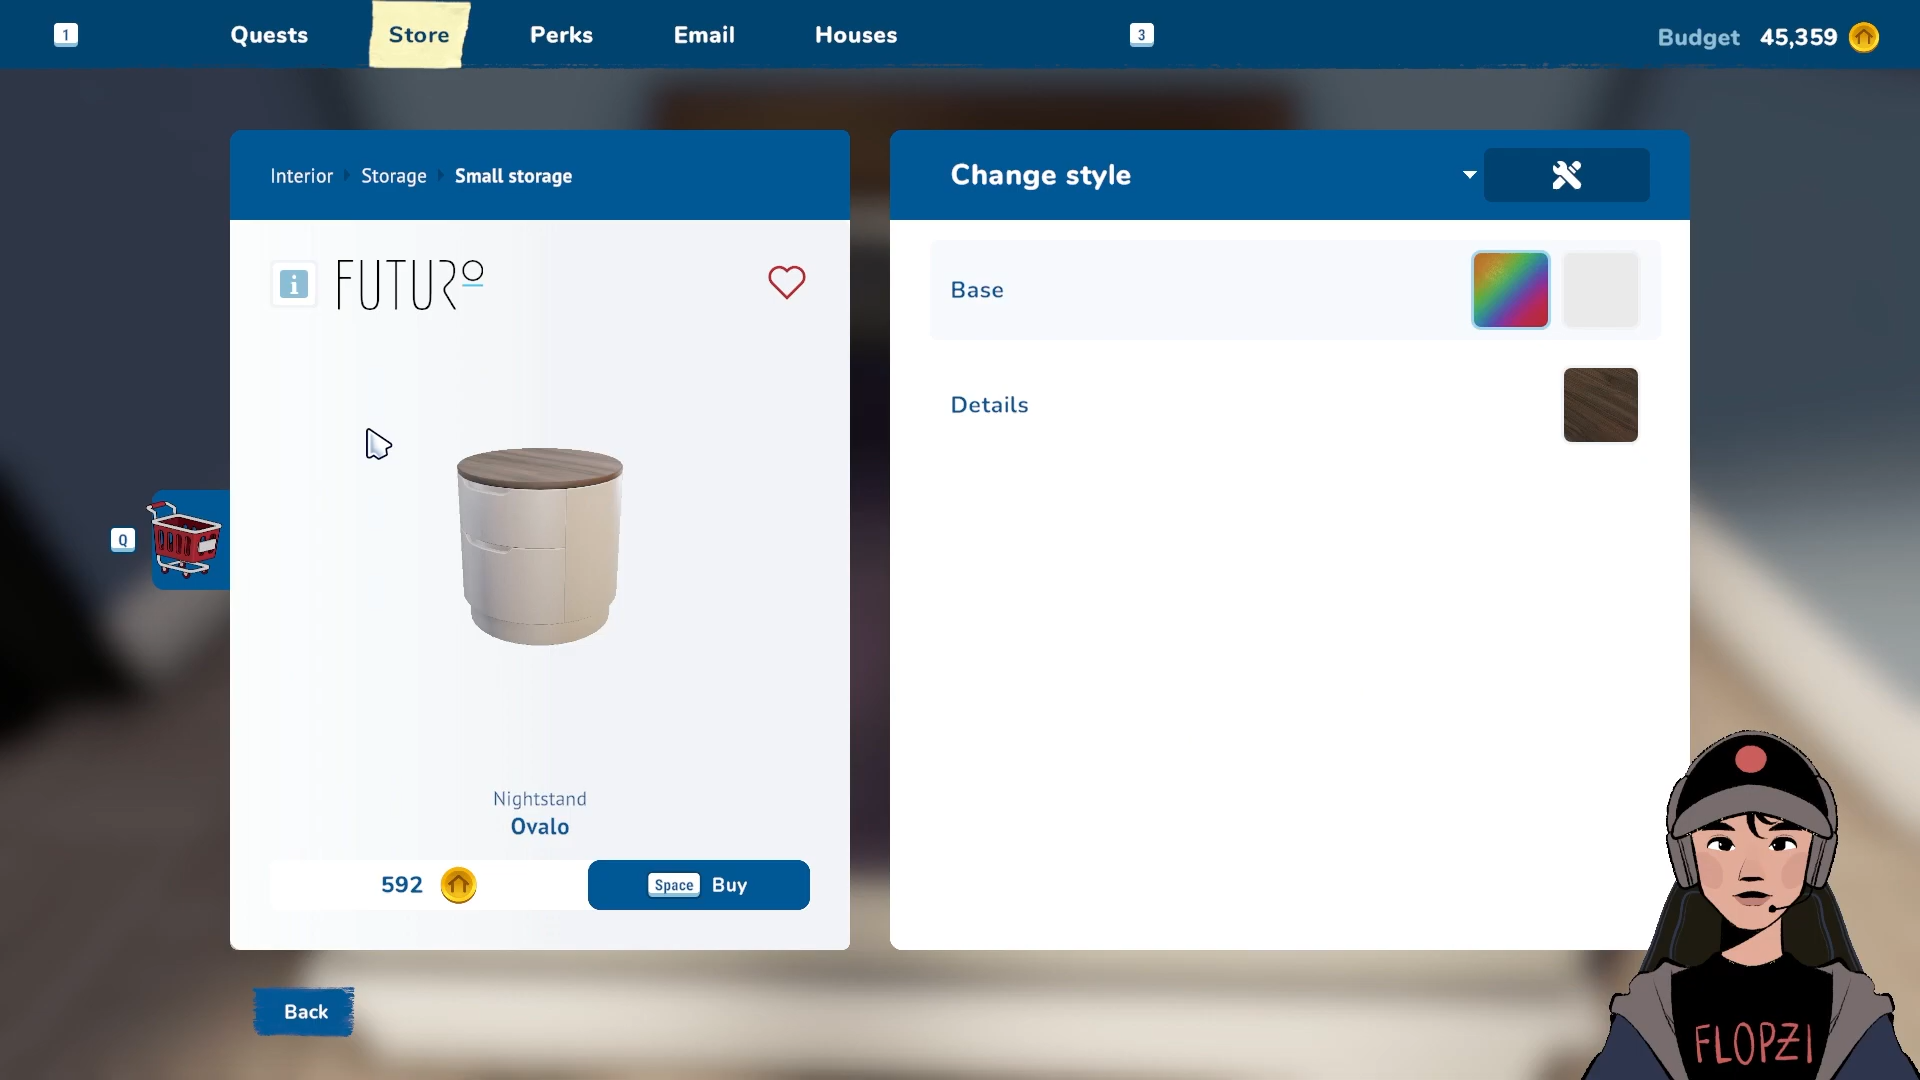 1
Quests
Store
Perks
Email
Houses
3
Budget 45,359
Interior Storage Small storage
Change style
i FUTURO
Base
Details
Q
Nightstand
Ovalo
592
Space Buy
Back
FLOPZI